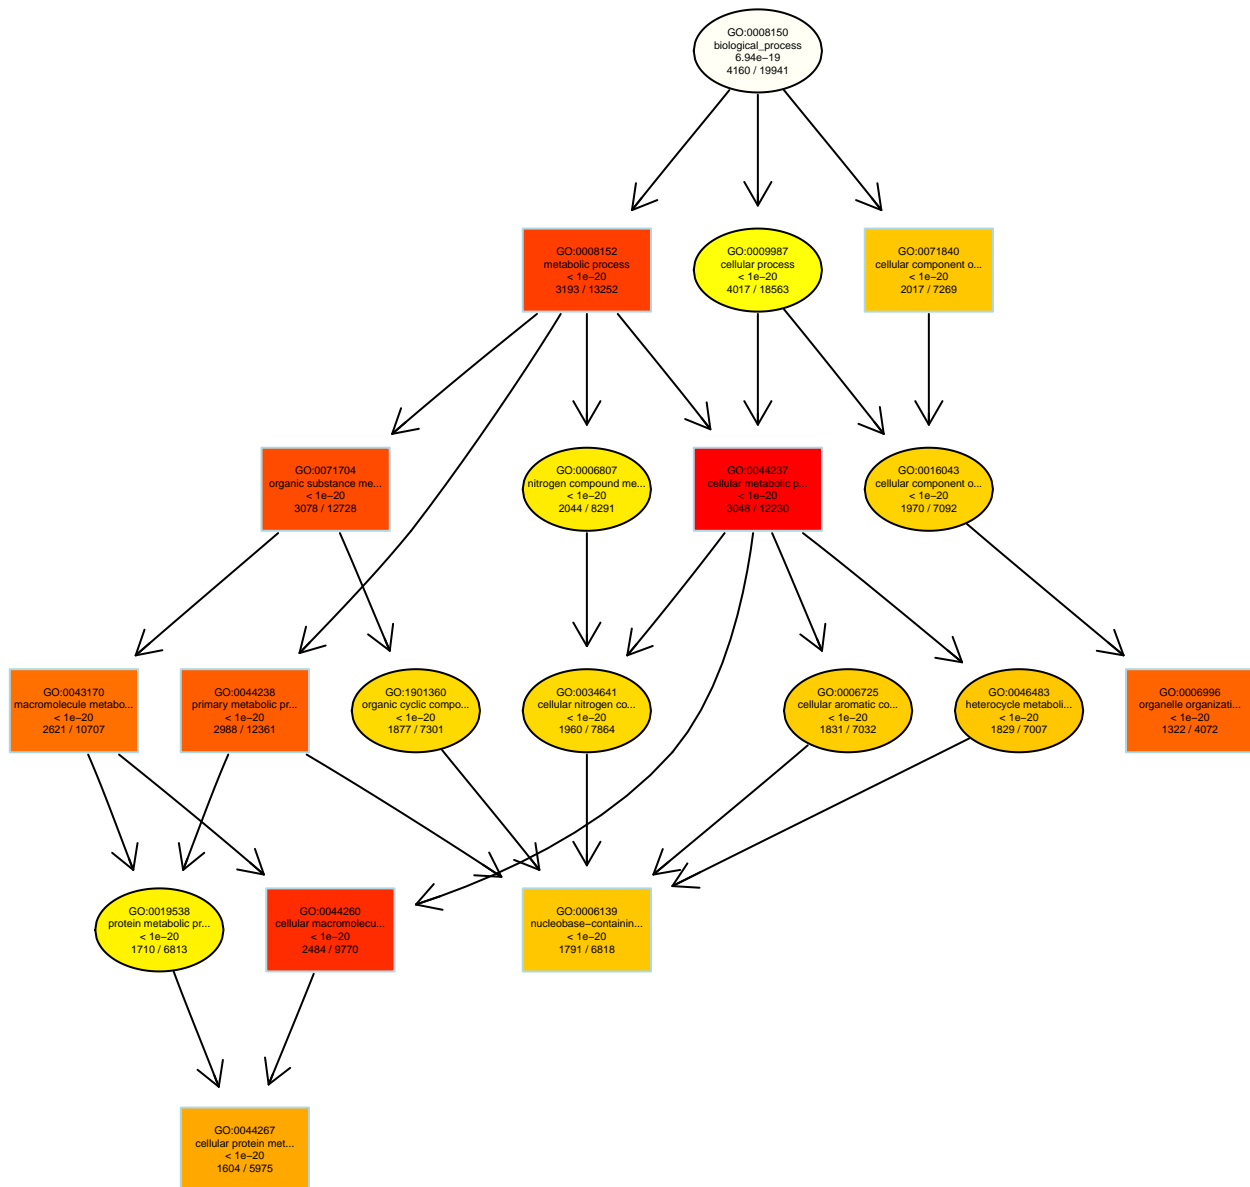 GO:0008150
biological_process
6.94e−19
4160 / 19941
GO:0008152
metabolic process
< 1e−20
3193 / 13252
GO:0009987
cellular process
< 1e−20
4017 / 18563
GO:0071840
cellular component o...
< 1e−20
2017 / 7269
GO:0071704
organic substance me...
< 1e−20
3078 / 12728
GO:0006807
nitrogen compound me...
< 1e−20
2044 / 8291
GO:0044237
cellular metabolic p...
< 1e−20
3048 / 12230
GO:0016043
cellular component o...
< 1e−20
1970 / 7092
GO:0043170
macromolecule metabo...
< 1e−20
2621 / 10707
GO:0044238
primary metabolic pr...
< 1e−20
2988 / 12361
GO:1901360
organic cyclic compo...
< 1e−20
1877 / 7301
GO:0034641
cellular nitrogen co...
< 1e−20
1960 / 7864
GO:0006725
cellular aromatic co...
< 1e−20
1831 / 7032
GO:0046483
heterocycle metaboli...
< 1e−20
1829 / 7007
GO:0006996
organelle organizati...
< 1e−20
1322 / 4072
GO:0019538
protein metabolic pr...
< 1e−20
1710 / 6813
GO:0044260
cellular macromolecu...
< 1e−20
2484 / 9770
GO:0006139
nucleobase−containin...
< 1e−20
1791 / 6818
GO:0044267
cellular protein met...
< 1e−20
1604 / 5975